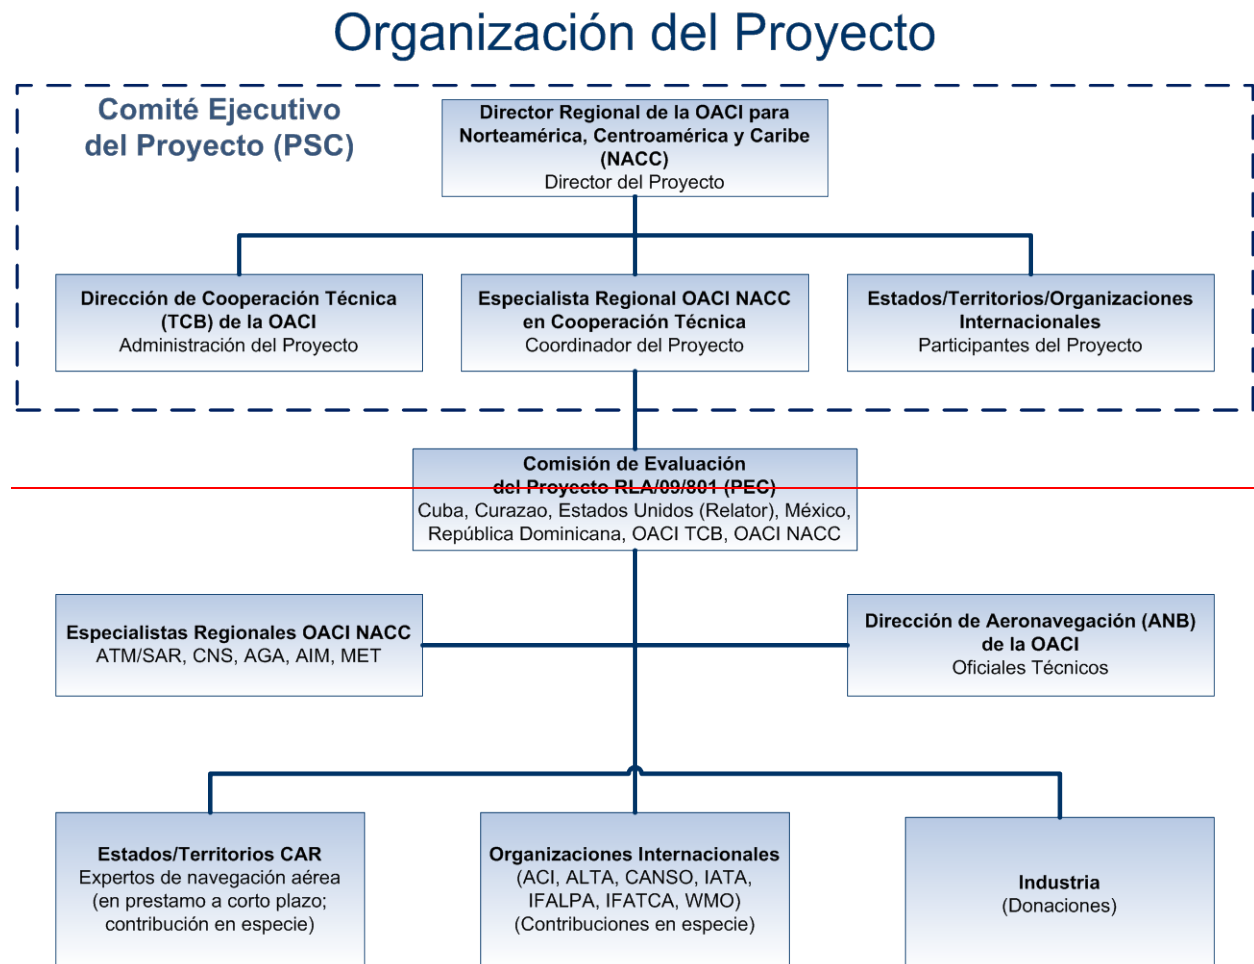 Organización del Proyecto
Comité Ejecutivo
del Proyecto (PSC)
Director Regional de la OACI para
Norteamérica, Centroamérica y Caribe
(NACC)
Director del Proyecto
Dirección de Cooperación Técnica
(TCB) de la OACI
Administración del Proyecto
Especialista Regional OACI NACC
en Cooperación Técnica
Coordinador del Proyecto
Estados/Territorios/Organizaciones
Internacionales
Participantes del Proyecto
Comisión de Evaluación
del Proyecto RLA/09/801 (PEC)
Cuba, Curazao, Estados Unidos (Relator), México,
República Dominicana, OACI TCB, OACI NACC
Especialistas Regionales OACI NACC
ATM/SAR, CNS, AGA, AIM, MET
Dirección de Aeronavegación (ANB)
de la OACI
Oficiales Técnicos
Estados/Territorios CAR
Expertos de navegación aérea
(en prestamo a corto plazo;
contribución en especie)
Organizaciones Internacionales
(ACI, ALTA, CANSO, IATA,
IFALPA, IFATCA, WMO)
(Contribuciones en especie)
Industria
(Donaciones)